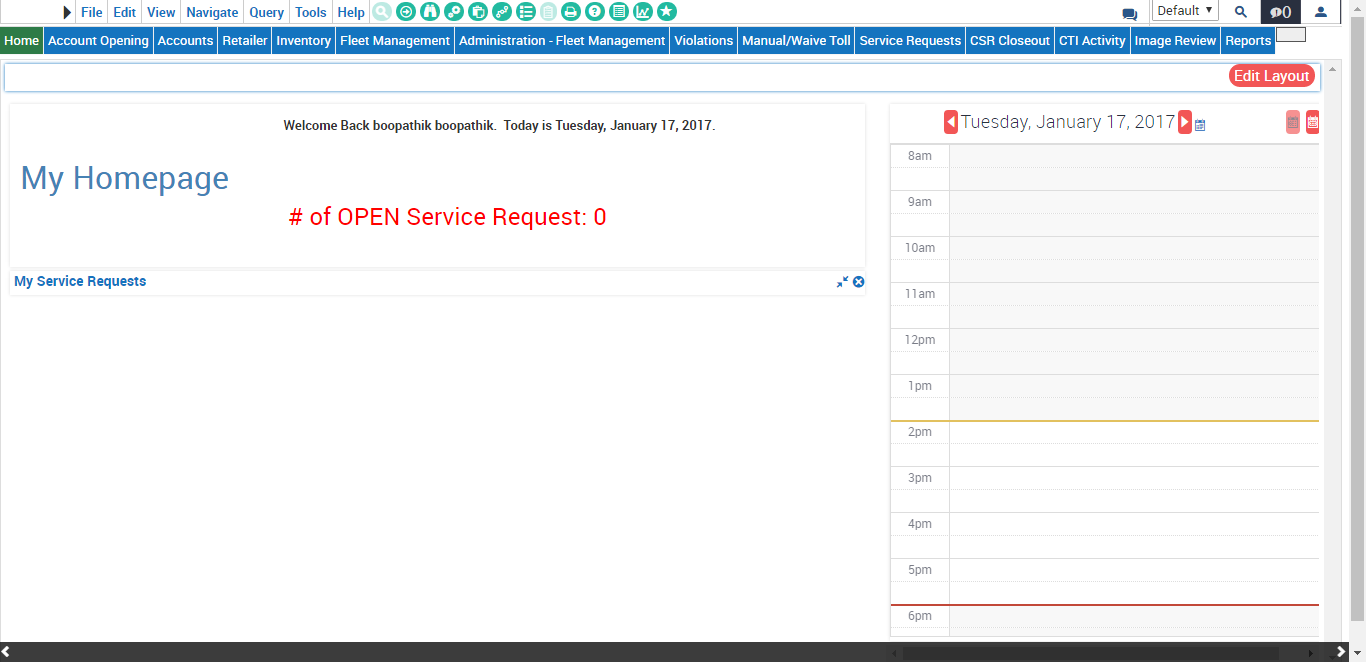 File Edit View Navigate Query Tools Help
Default
0
Home Account Opening Accounts Retailer Inventory Fleet Management Administration - Fleet Management Violations Manual/Waive Toll Service Requests CSR Closeout CTI Activity Image Review Reports
Edit Layout
Welcome Back boopathik boopathik. Today is Tuesday, January 17, 2017.
My Homepage
# of OPEN Service Request: 0
My Service Requests
Tuesday, January 17, 2017
8am
9am
10am
11am
12pm
1pm
2pm
3pm
4pm
5pm
6pm